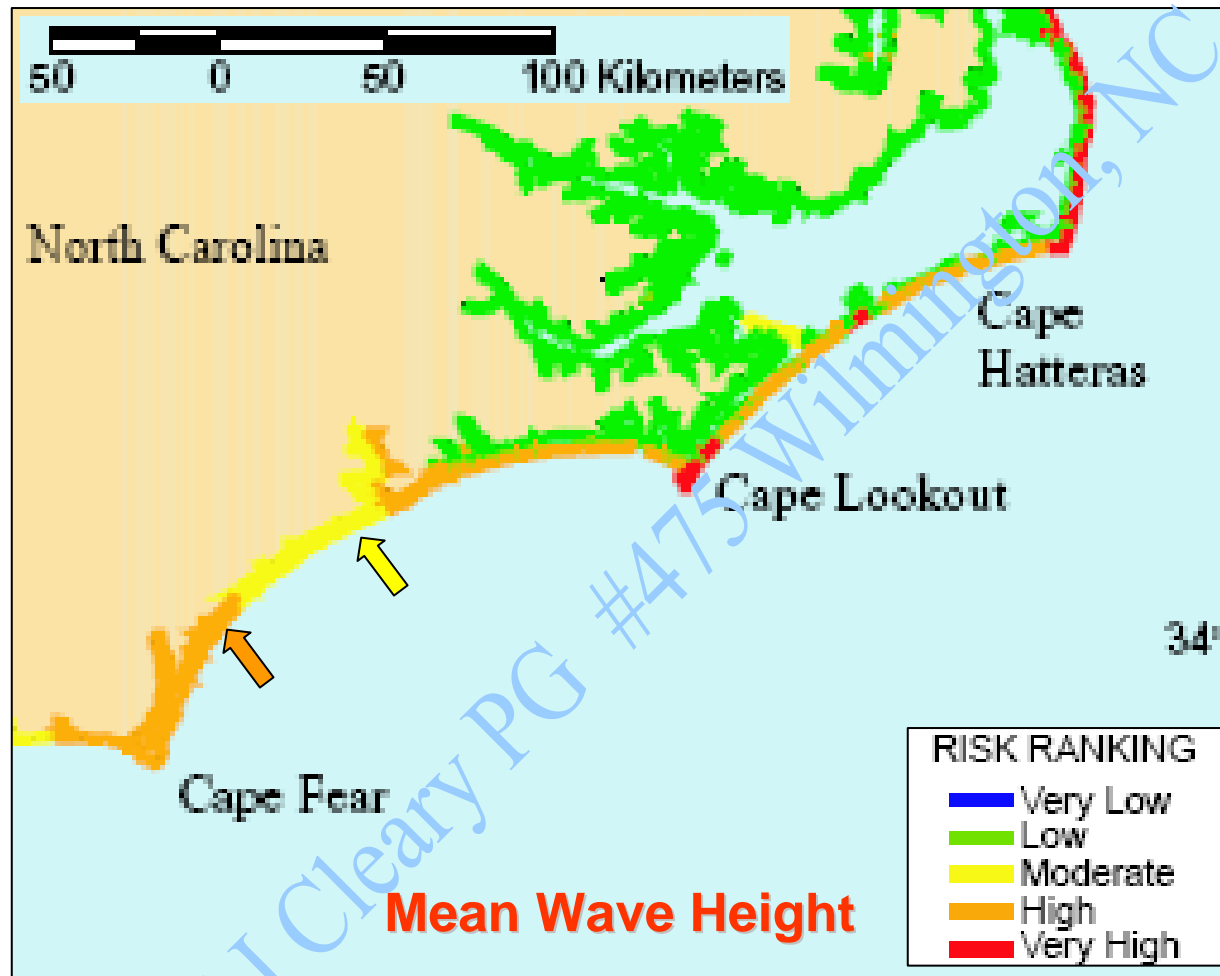 50 0 50 100 Kilometers
North Carolina
Cape
Hatteras
Cape Lookout
34°
Cape Fear
RISK RANKING
Very Low
Low
Moderate
High
Very High
Mean Wave Height
J Cleary PG #475 Wilmington, NC